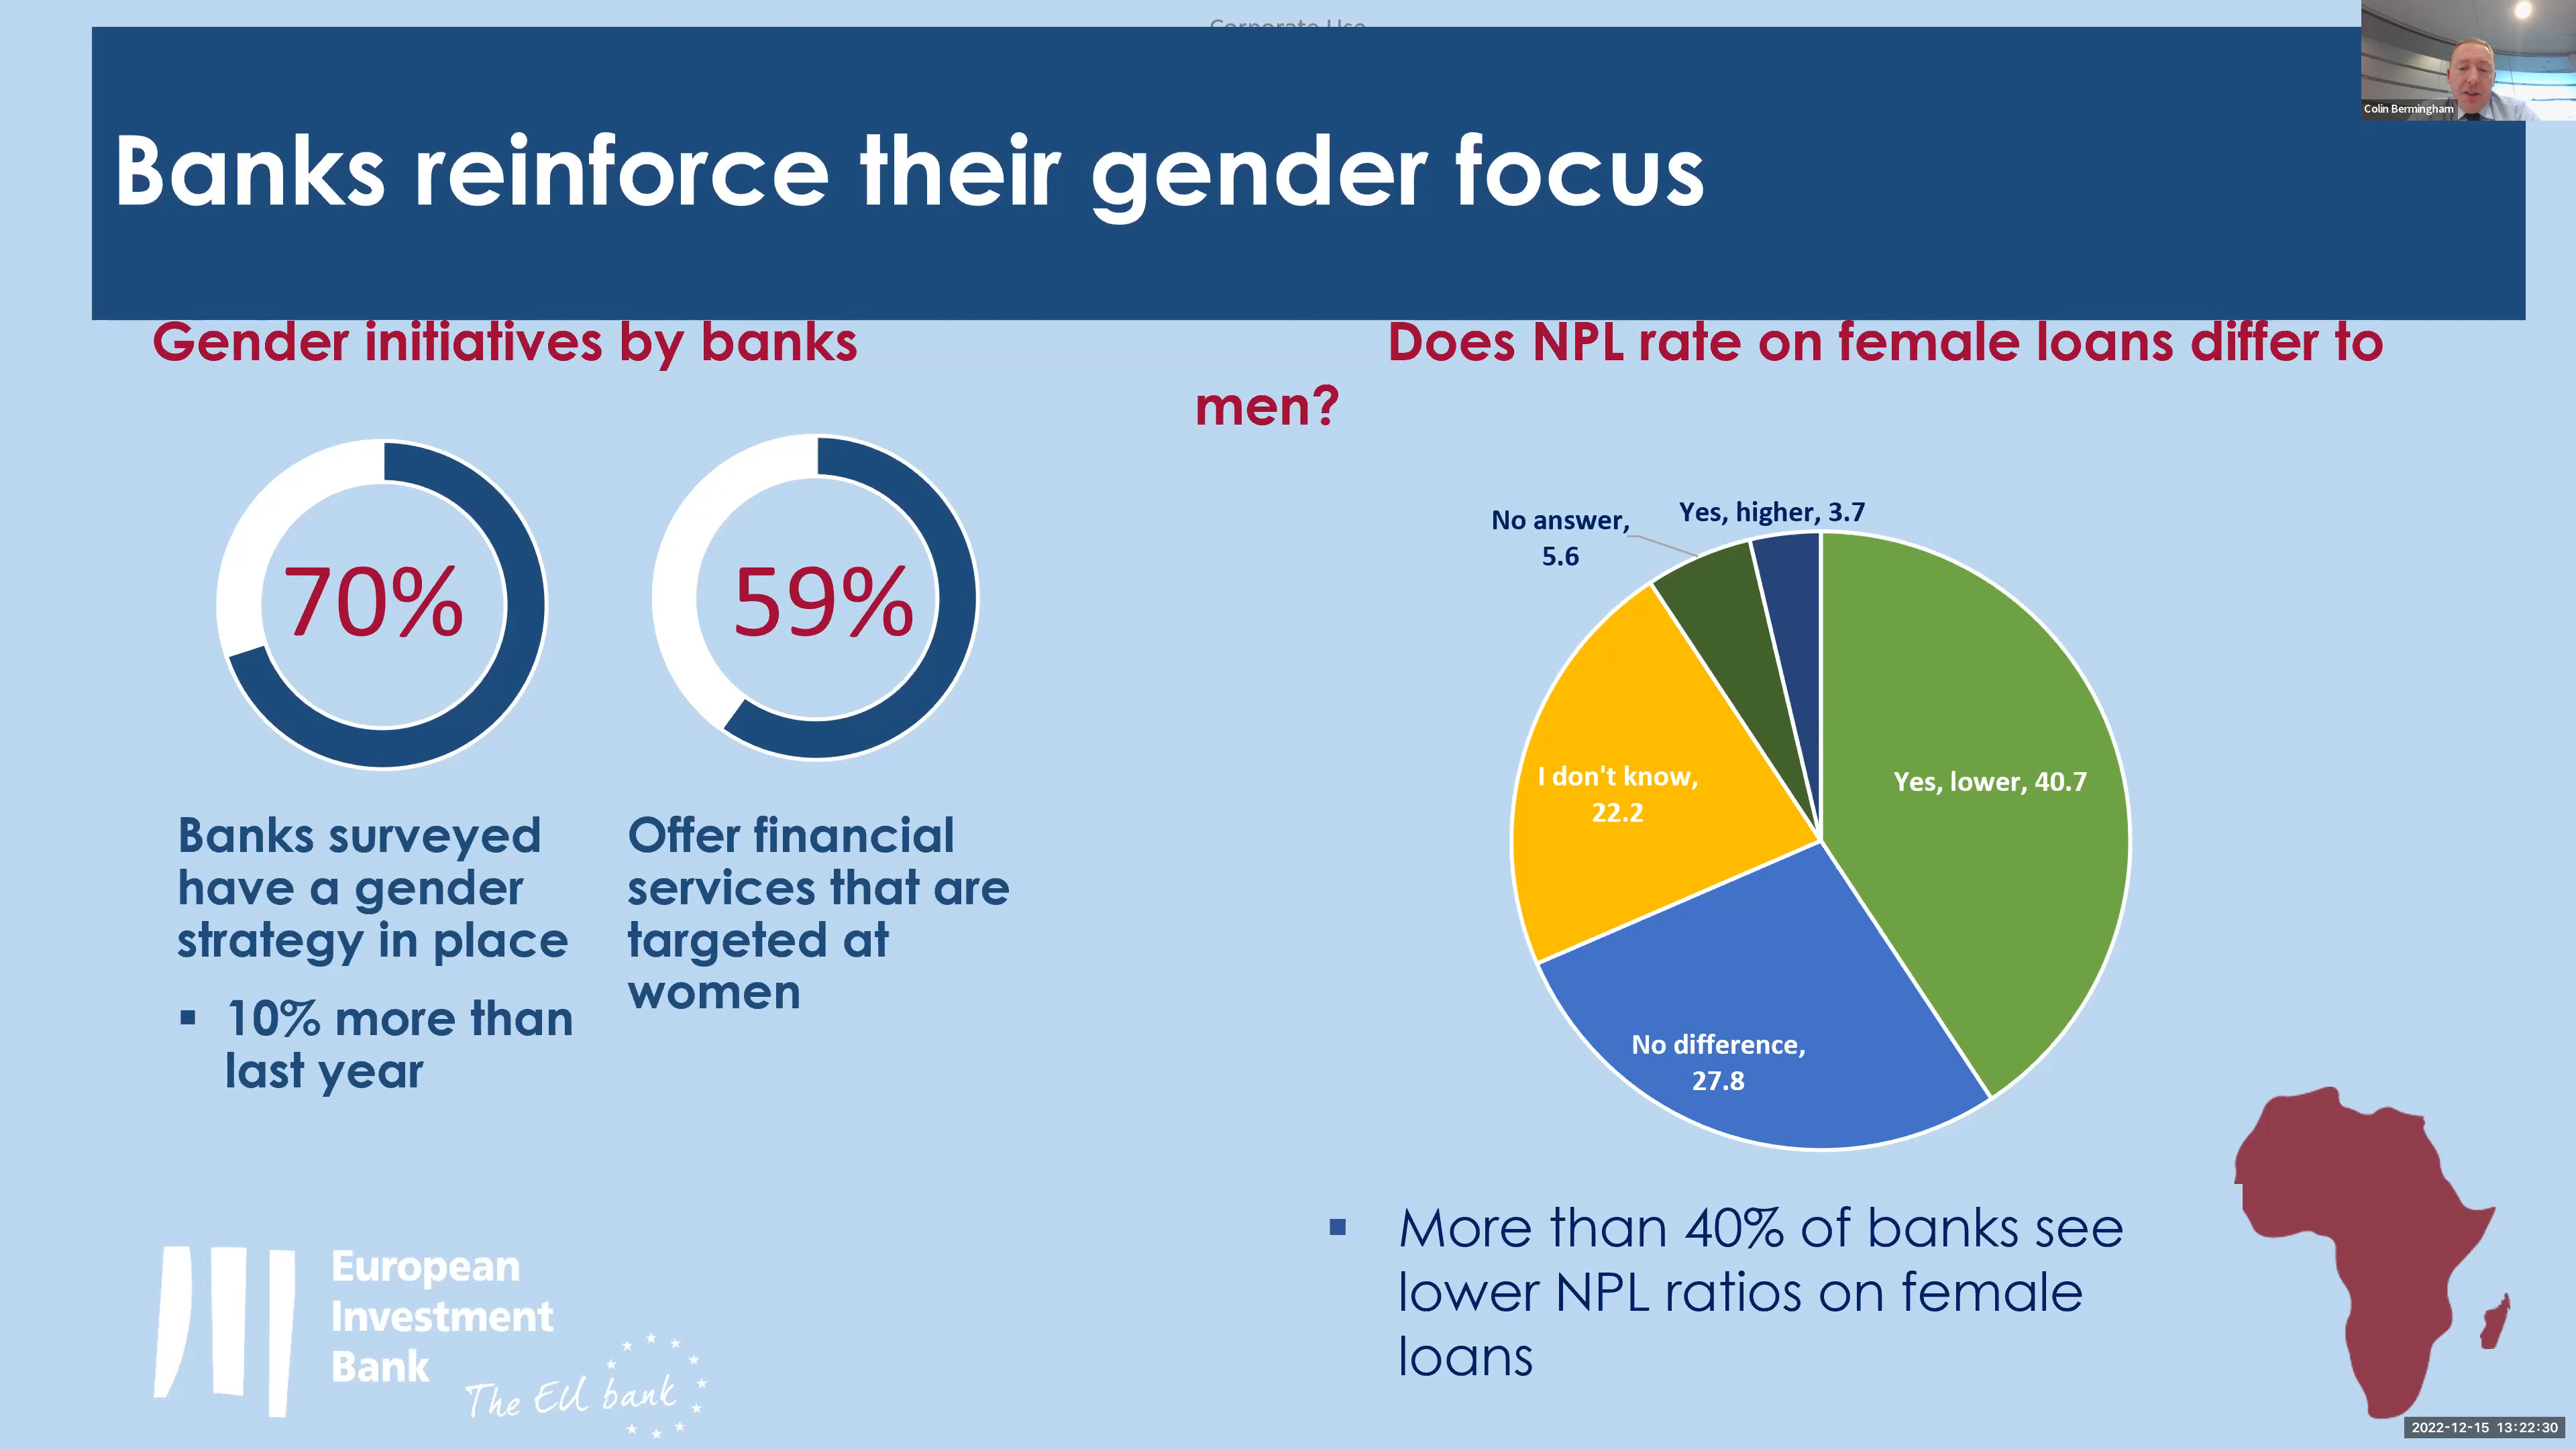 Corporate Use
Colin Bermingham
Banks reinforce their gender focus
Gender initiatives by banks
70%
59%
Banks surveyed
have a gender
strategy in place
▪ 10% more than
last year
Offer financial
services that are
targeted at
women
Does NPL rate on female loans differ to
men?
No answer,
5.6
Yes, higher, 3.7
Yes, lower, 40.7
I don't know,
22.2
No difference,
27.8
▪ More than 40% of banks see
lower NPL ratios on female
loans
European
Investment
Bank
The EU bank
2022-12-15 13:22:30